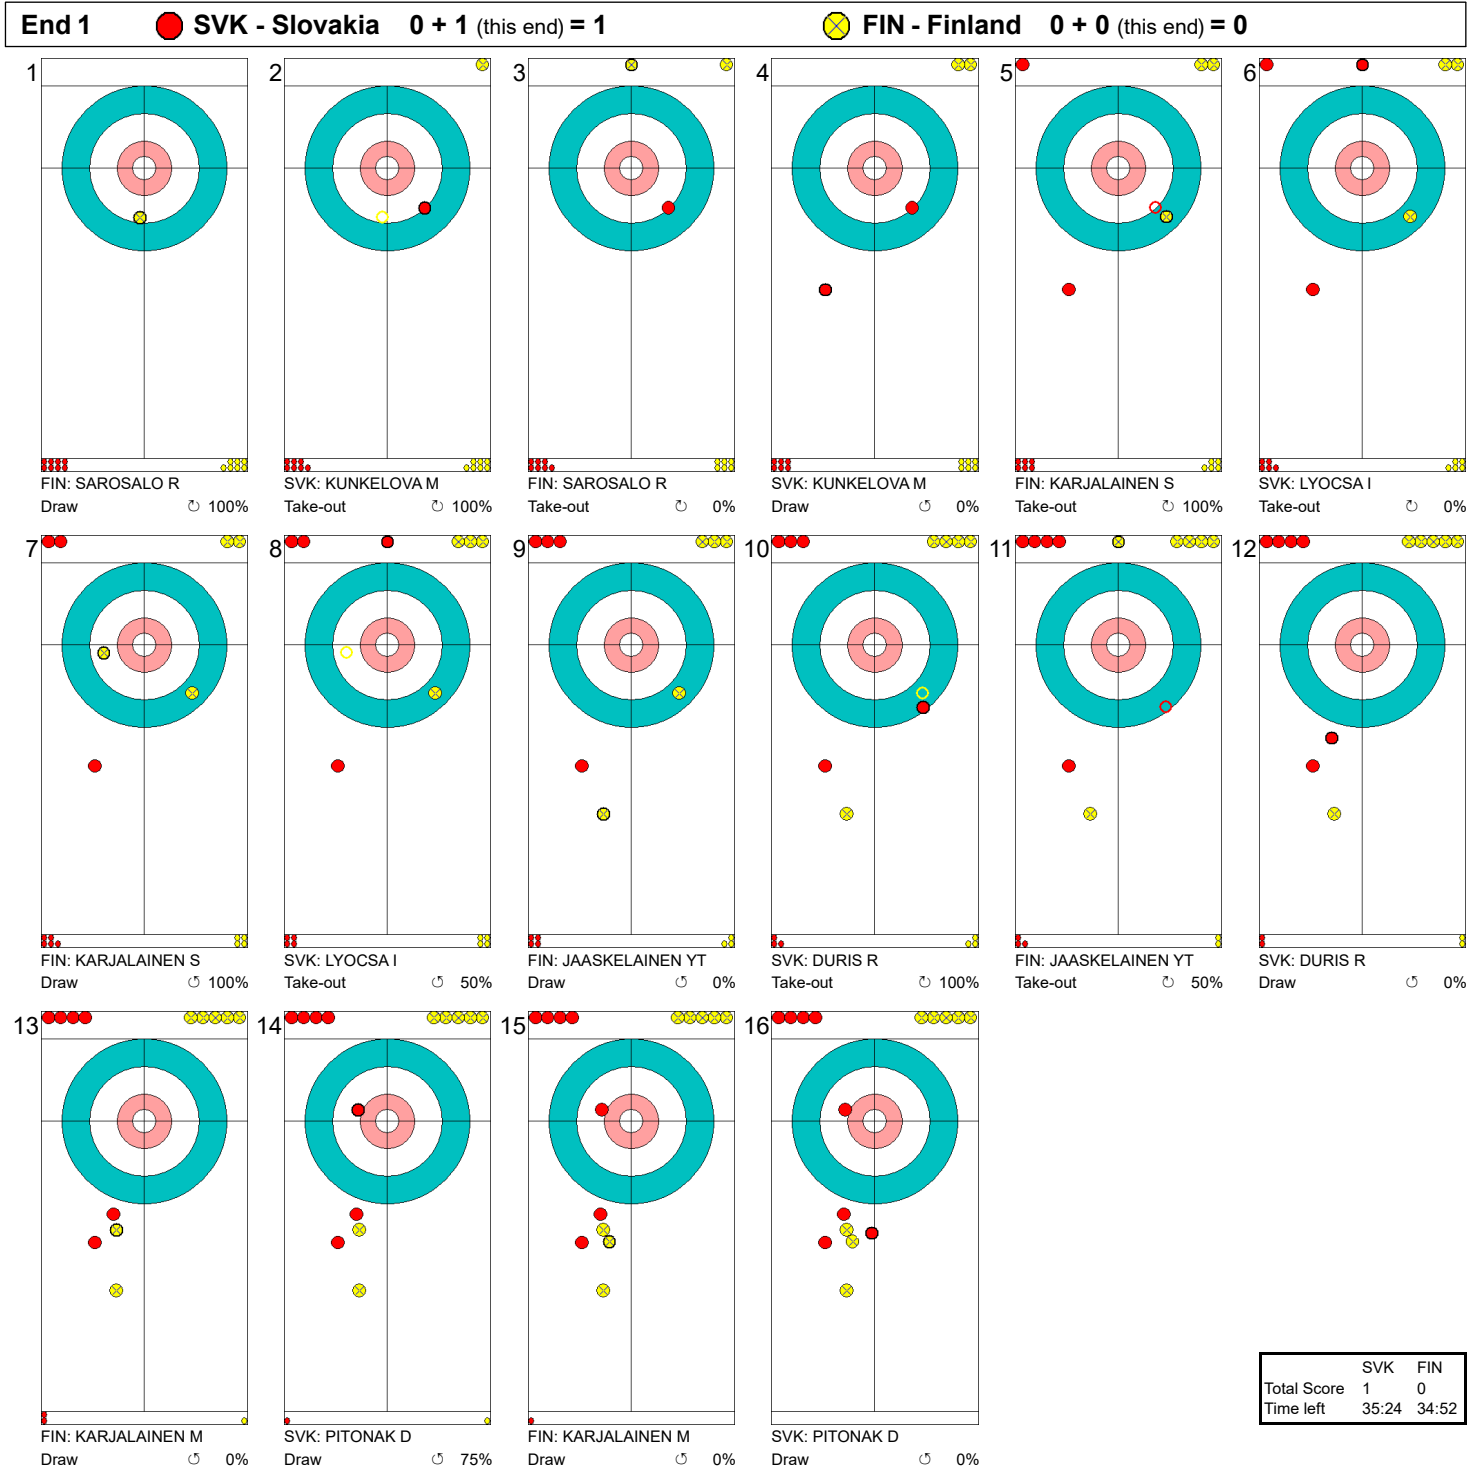 End 1 SVK - Slovakia 0 + 1 (this end) = 1 FIN - Finland 0 + 0 (this end) = 0
1 2 3 4 5 6
FIN: SAROSALO R SVK: KUNKELOVA M FIN: SAROSALO R SVK: KUNKELOVA M FIN: KARJALAINEN S SVK: LYOCSA I
Draw ↻ 100% Take-out ↻ 100% Take-out ↻ 0% Draw ↺ 0% Take-out ↻ 100% Take-out ↻ 0%
7 8 9 10 11 12
FIN: KARJALAINEN S SVK: LYOCSA I FIN: JAASKELAINEN YT SVK: DURIS R FIN: JAASKELAINEN YT SVK: DURIS R
Draw ↺ 100% Take-out ↺ 50% Draw ↺ 0% Take-out ↻ 100% Take-out ↺ 50% Draw ↺ 0%
13 14 15 16
FIN: KARJALAINEN M SVK: PITONAK D FIN: KARJALAINEN M SVK: PITONAK D
Draw ↺ 0% Draw ↺ 75% Draw ↺ 0% Draw ↺ 0%
SVK FIN
Total Score 1 0
Time left 35:24 34:52